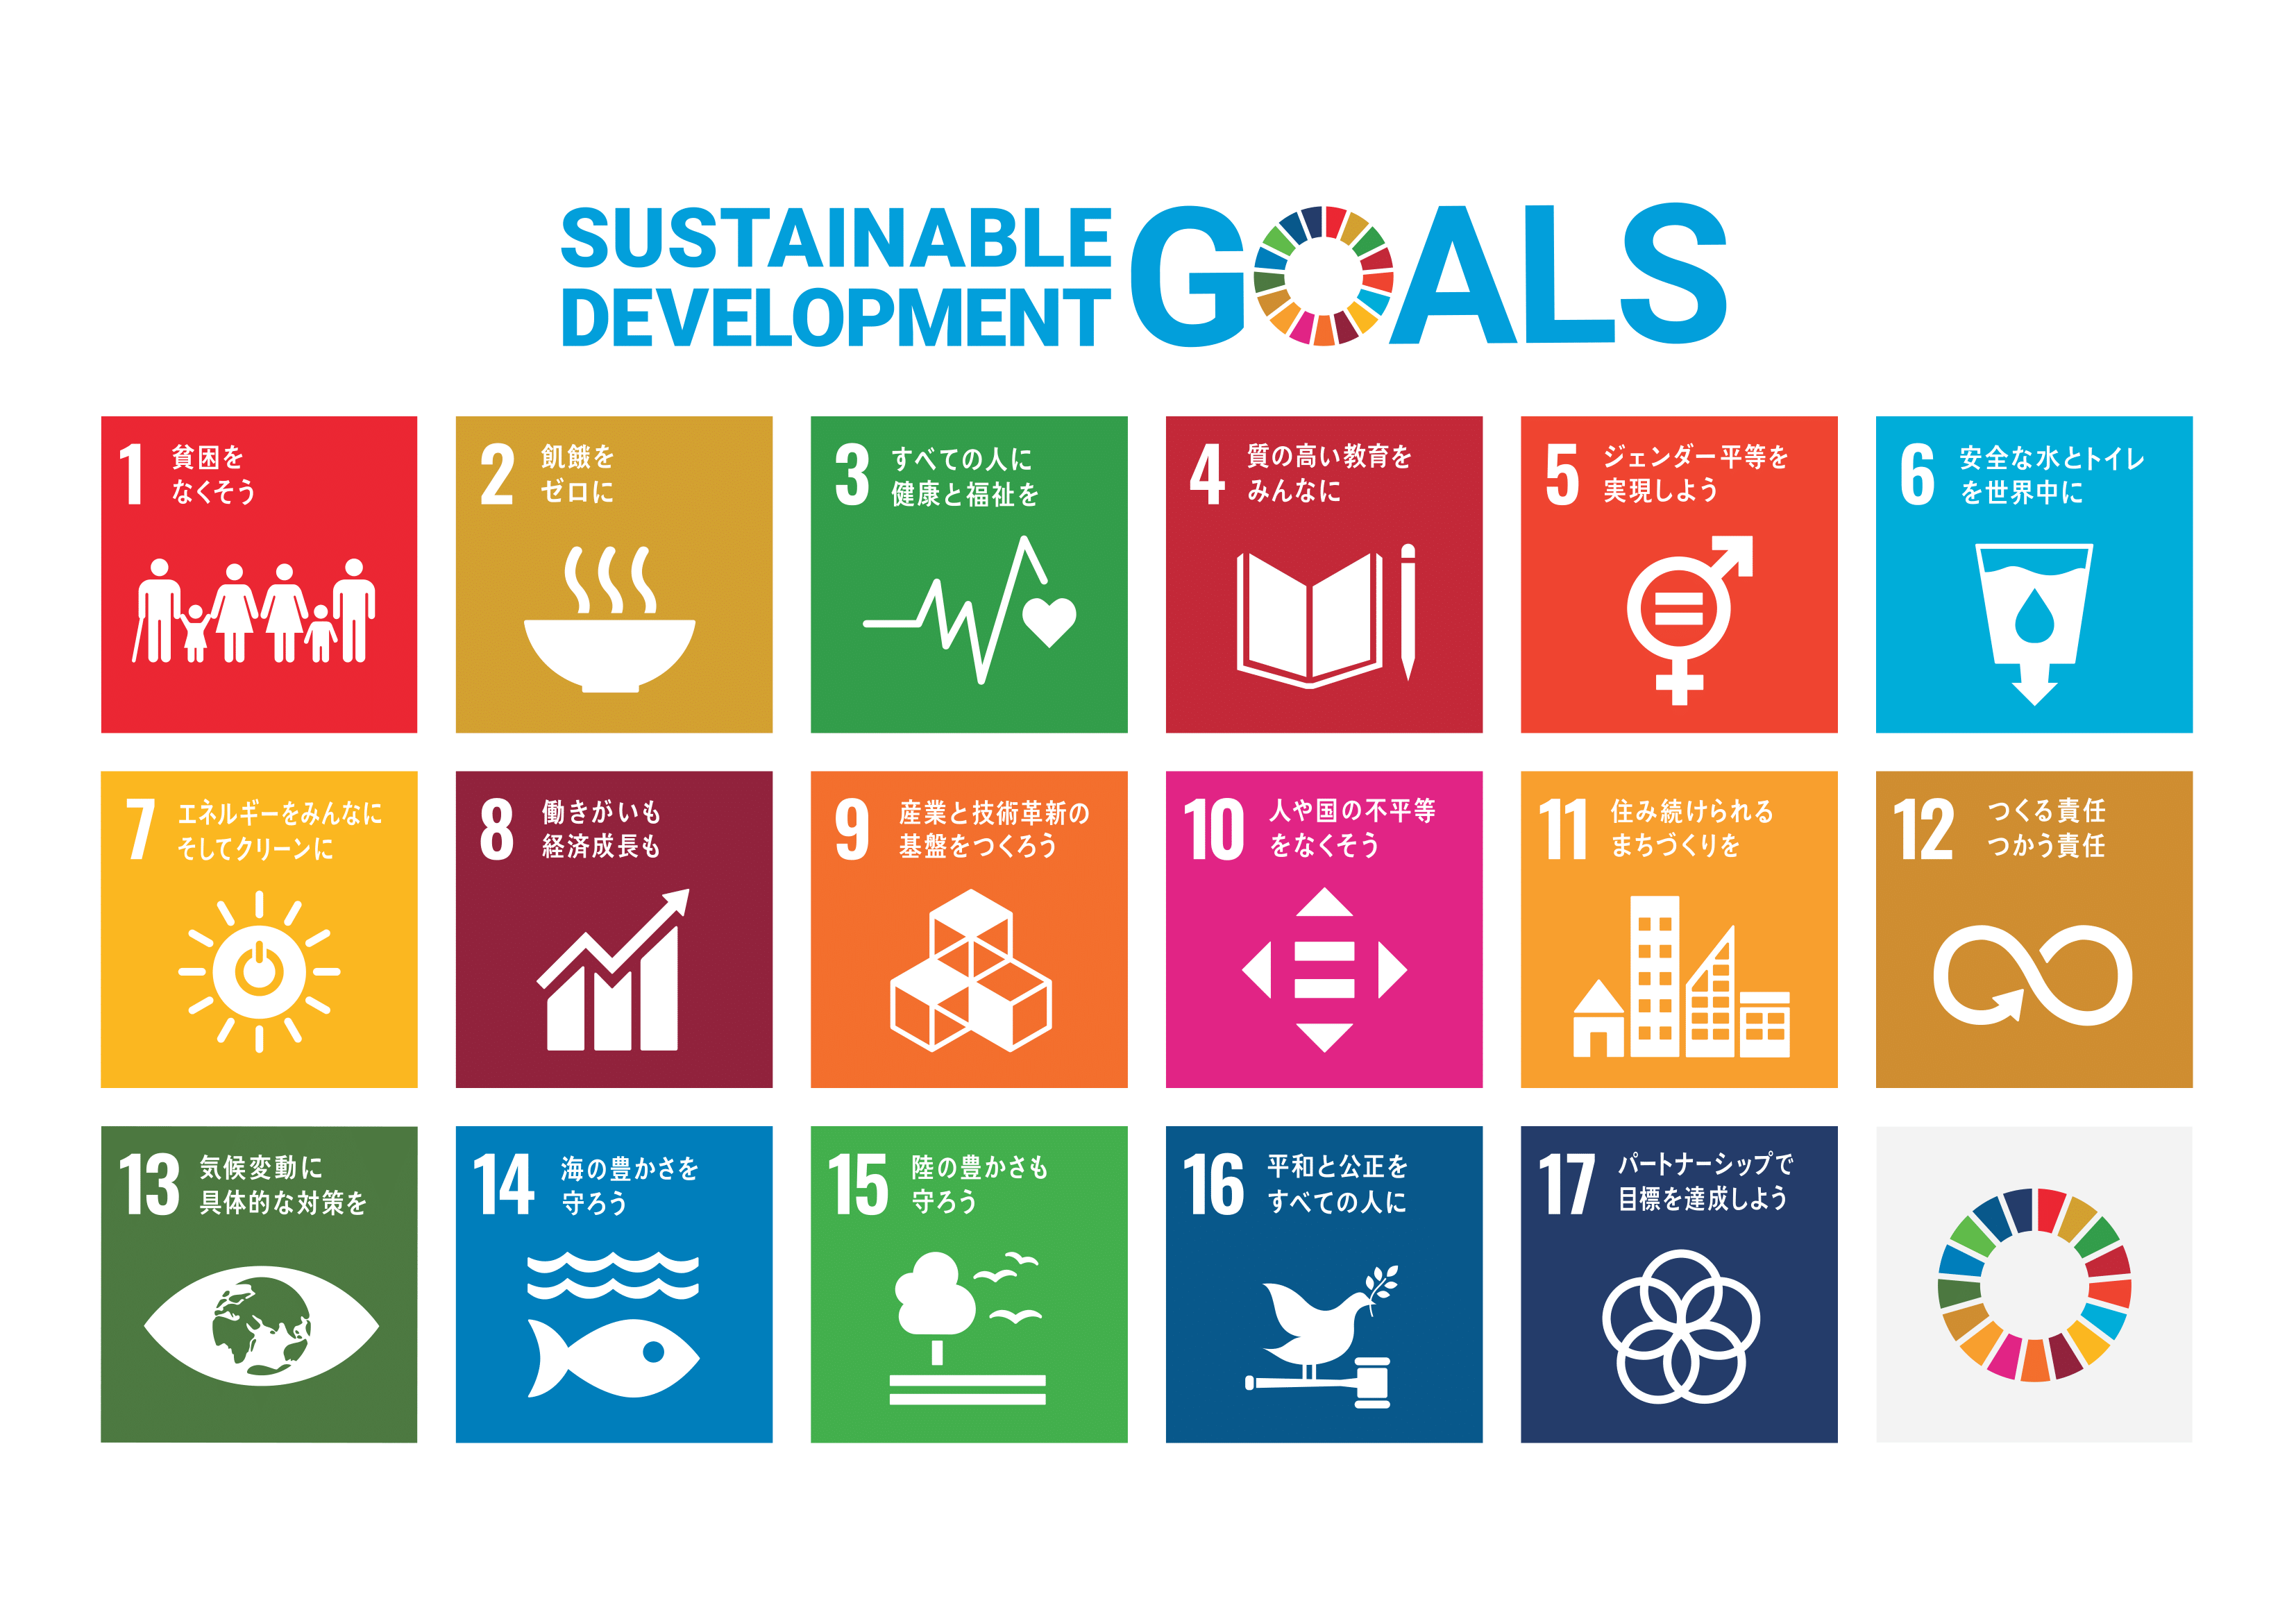 SUSTAINABLE
DEVELOPMENT
GOALS
1 貧困を
なくそう
2 飢餓を
ゼロに
3 すべての人に
健康と福祉を
4 質の高い教育を
みんなに
5 ジェンダー平等を
実現しよう
6 安全な水とトイレ
を世界中に
7 エネルギーをみんなに
そしてクリーンに
8 働きがいも
経済成長も
9 産業と技術革新の
基盤をつくろう
10 人や国の不平等
をなくそう
11 住み続けられる
まちづくりを
12 つくる責任
つかう責任
13 気候変動に
具体的な対策を
14 海の豊かさを
守ろう
15 陸の豊かさも
守ろう
16 平和と公正を
すべての人に
17 パートナーシップで
目標を達成しよう